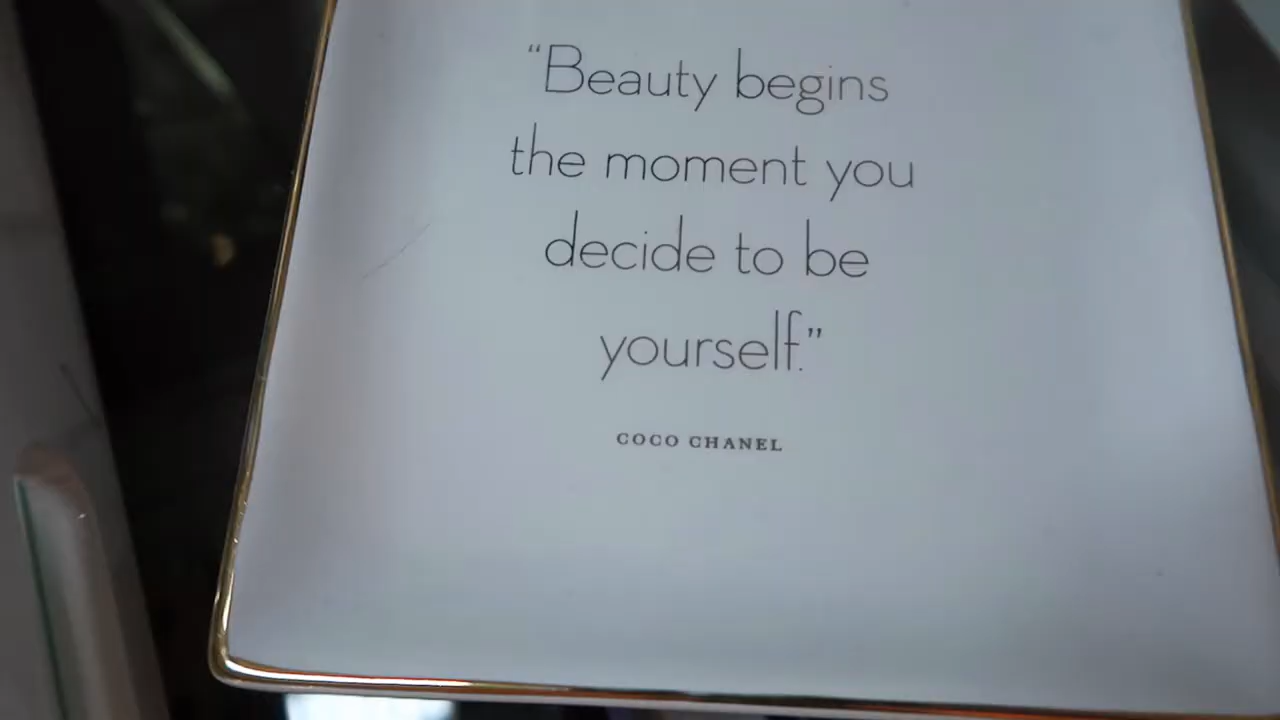 “Beauty begins
the moment you
decide to be
yourself.”
COCO CHANEL